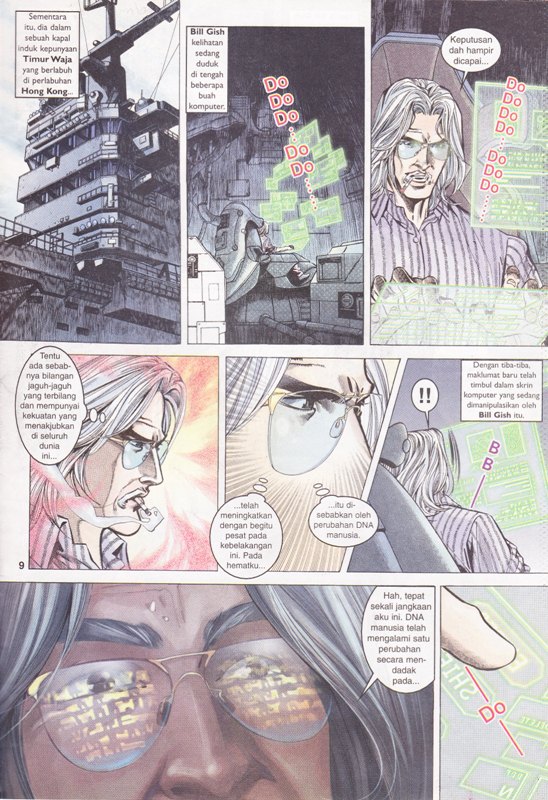 Sementara
itu, dia dalam
sebuah kapal
induk kepunyaan
Timur Waja
yang berlabuh
di perlabuhan
Hong Kong...
Bill Gish
kelihatan
sedang
duduk
di tengah
beberapa
buah
komputer.
Do
Do
Do
Do
Do
Keputusan
dah hampir
dicapai...
Do
Do
Do
Do
Do
Tentu
ada sebab-
nya bilangan
jaguh-jaguh
yang terbilang
dan mempunyai
kekuatan yang
menakjubkan
di seluruh
dunia
ini...
...telah
meningkatkan
dengan begitu
pesat pada
kebelakangan
ini. Pada
hematku...
...itu di-
sebabkan oleh
perubahan DNA
manusia.
Dengan tiba-tiba,
maklumat baru telah
timbul dalam skrin
komputer yang sedang
dimanipulasikan oleh
Bill Gish itu.
!!
B
B
9
Hah, tepat
sekali jangkaan
aku ini. DNA
manusia telah
mengalami satu
perubahan
secara men-
dadak
pada...
Do
SHIFT
DELETE